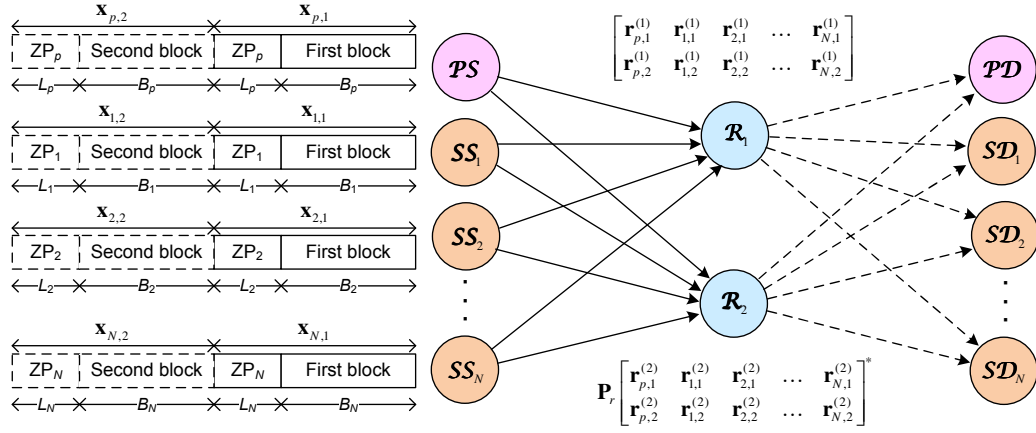 x_{p,2} x_{p,1}
ZP_p Second block ZP_p First block
L_p B_p L_p B_p
x_{1,2} x_{1,1}
ZP_1 Second block ZP_1 First block
L_1 B_1 L_1 B_1
x_{2,2} x_{2,1}
ZP_2 Second block ZP_2 First block
L_2 B_2 L_2 B_2
x_{N,2} x_{N,1}
ZP_N Second block ZP_N First block
L_N B_N L_N B_N
PS
SS_1
SS_2
SS_N
[r_{p,1}^{(1)} r_{1,1}^{(1)} r_{2,1}^{(1)} … r_{N,1}^{(1)}
r_{p,2}^{(1)} r_{1,2}^{(1)} r_{2,2}^{(1)} … r_{N,2}^{(1)}]
R_1
R_2
P_r [r_{p,1}^{(2)} r_{1,1}^{(2)} r_{2,1}^{(2)} … r_{N,1}^{(2)}
r_{p,2}^{(2)} r_{1,2}^{(2)} r_{2,2}^{(2)} … r_{N,2}^{(2)}]^*
PD
SD_1
SD_2
SD_N